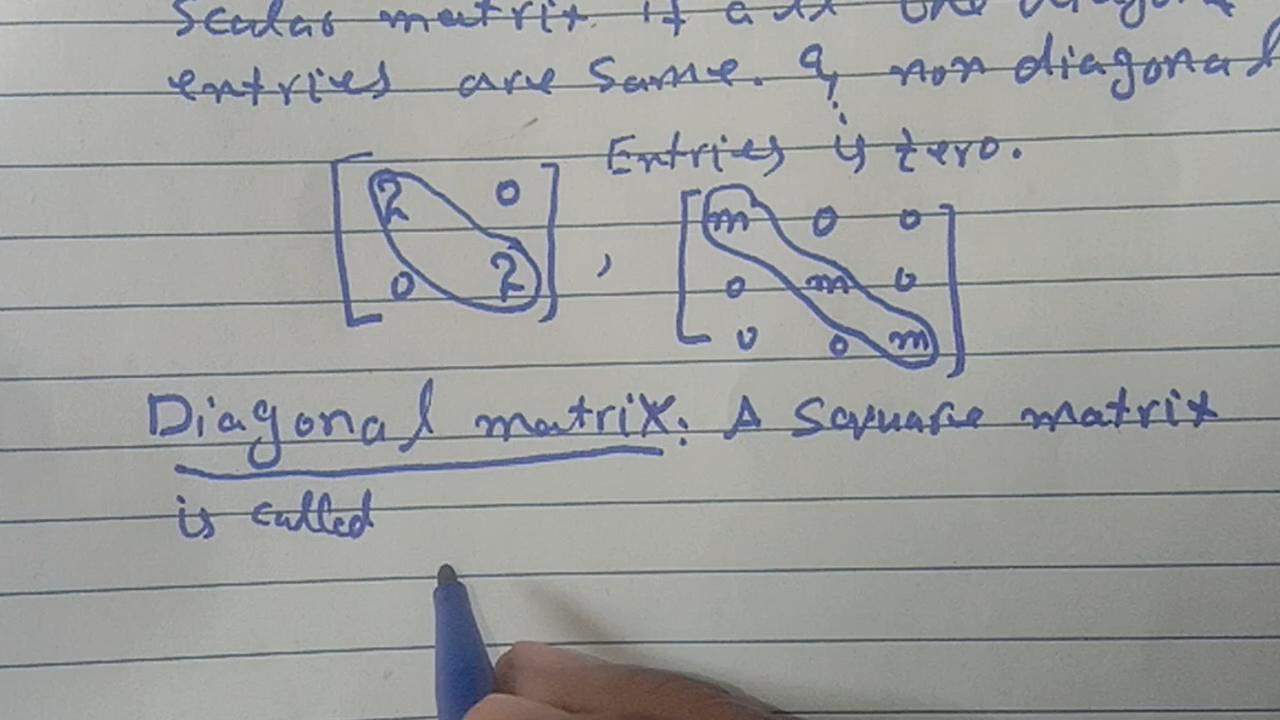 Scalar matrix if all the diagon
entries are same. & non diagonal
Entries is zero.
[2 0
0 2] , [m 0 0
0 m 0
0 0 m]
Diagonal matrix: A Square matrix
is called